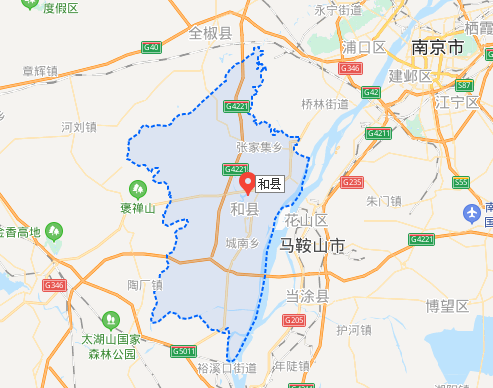 度假区
永宁街道
栖霞
全椒县
G40
浦口区
南京市
G346
章辉镇
建邺区
S87
G42
江宁区
G4221
桥林街道
河刘镇
G4211
张家集乡
G4221
G235
S55
和县
褒禅山
朱门镇
和县
花山区
南
国
金香高地
城南乡
马鞍山市
G4221
陶厂镇
G346
当涂县
博望区
G205
太湖山国家
森林公园
护河镇
G5011
裕溪口街道
年陡镇
G4211